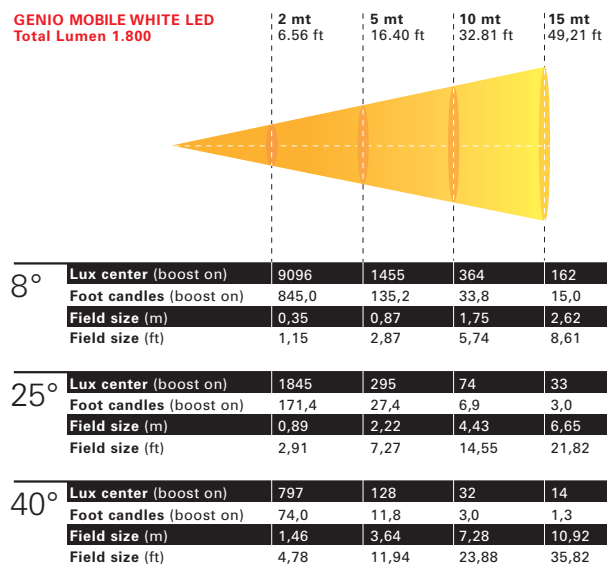 GENIO MOBILE WHITE LED 2 mt 5 mt 10 mt 15 mt
Total Lumen 1.800 6.56 ft 16.40 ft 32.81 ft 49,21 ft
8°
Lux center (boost on) 9096 1455 364 162
Foot candles (boost on) 845,0 135,2 33,8 15,0
Field size (m) 0,35 0,87 1,75 2,62
Field size (ft) 1,15 2,87 5,74 8,61
25°
Lux center (boost on) 1845 295 74 33
Foot candles (boost on) 171,4 27,4 6,9 3,0
Field size (m) 0,89 2,22 4,43 6,65
Field size (ft) 2,91 7,27 14,55 21,82
40°
Lux center (boost on) 797 128 32 14
Foot candles (boost on) 74,0 11,8 3,0 1,3
Field size (m) 1,46 3,64 7,28 10,92
Field size (ft) 4,78 11,94 23,88 35,82